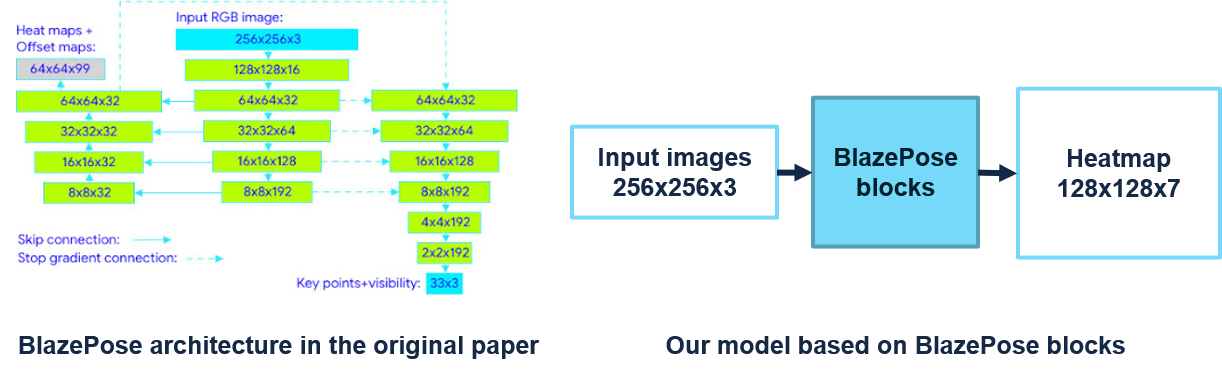 Input RGB image:
256x256x3
Heat maps +
Offset maps:
64x64x99
128x128x16
64x64x32
64x64x32
64x64x32
32x32x32
32x32x64
32x32x64
16x16x32
16x16x128
16x16x128
8x8x32
8x8x192
8x8x192
4x4x192
2x2x192
Skip connection:
Stop gradient connection:
Key points+visibility:
33x3
BlazePose architecture in the original paper
Input images
256x256x3
BlazePose
blocks
Heatmap
128x128x7
Our model based on BlazePose blocks